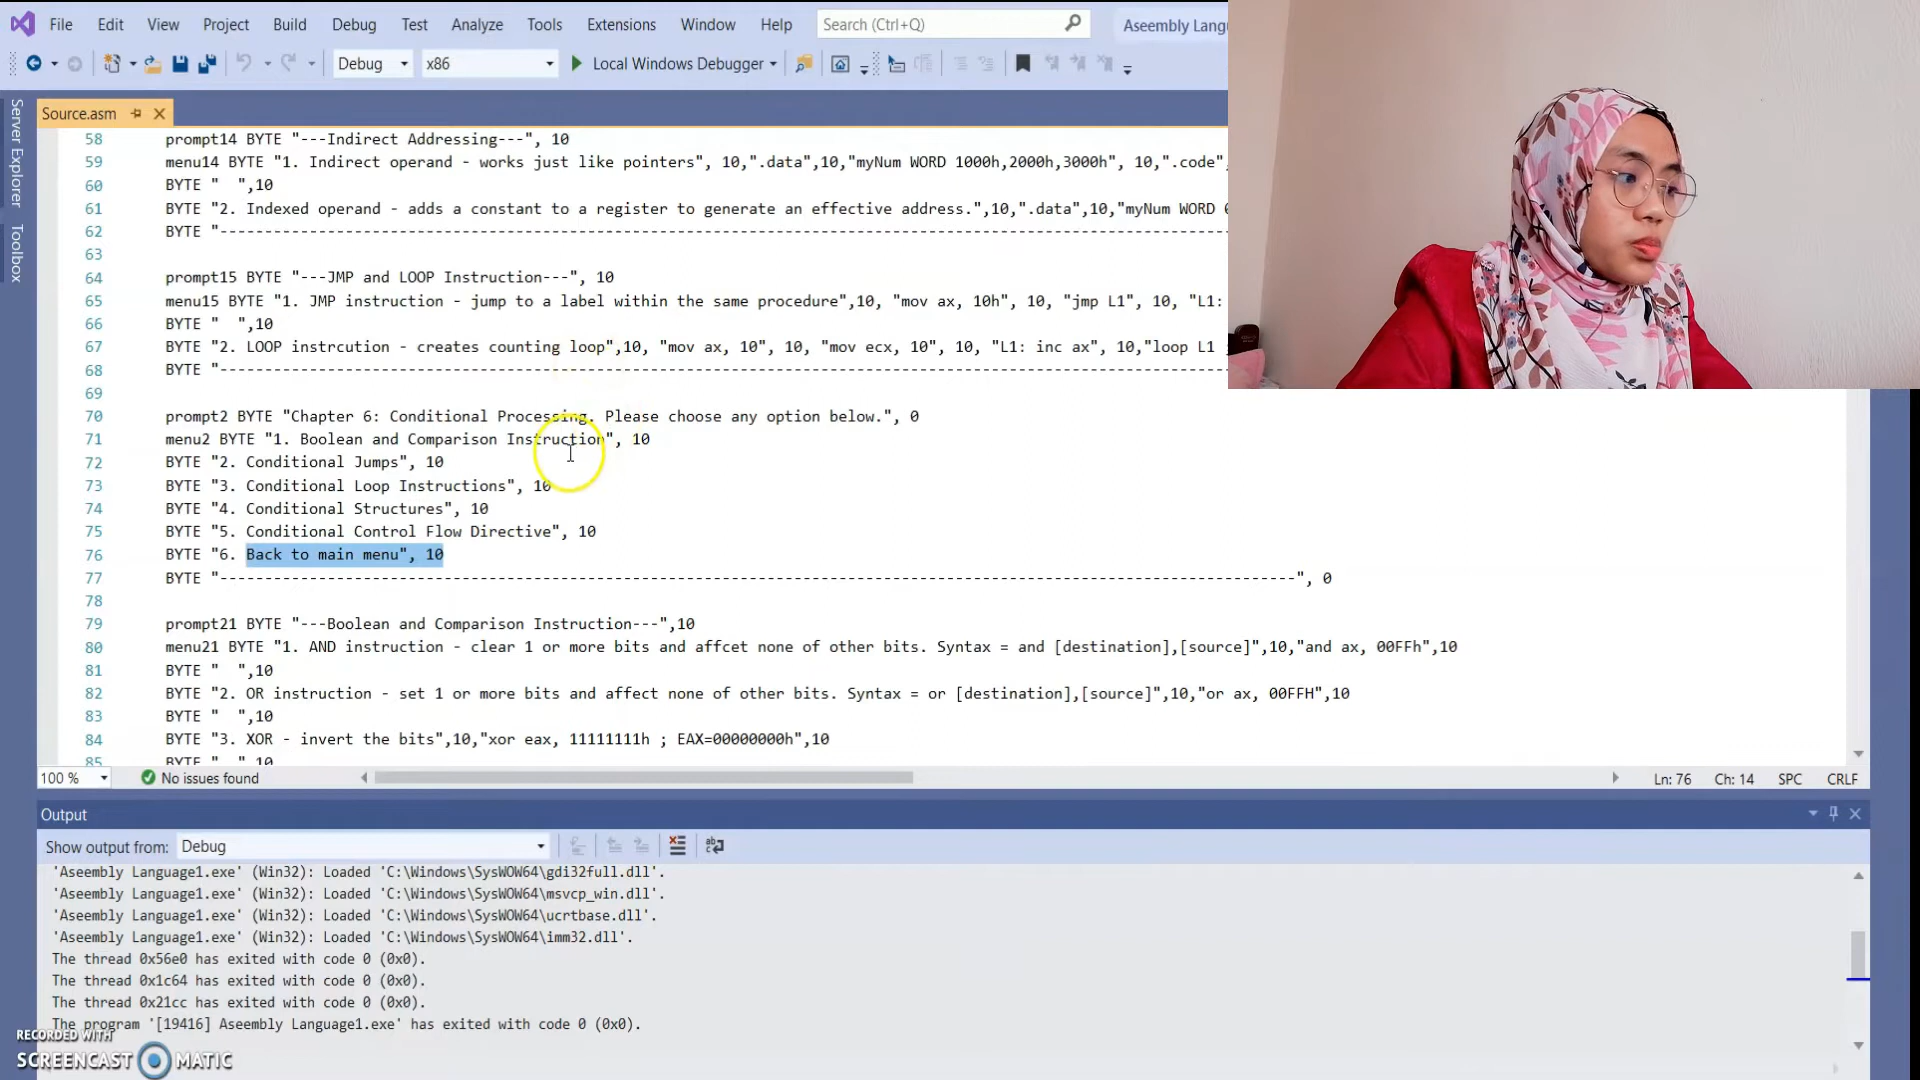 File Edit View Project Build Debug Test Analyze Tools Extensions Window Help Search (Ctrl+Q) Aseembly Lang
Debug x86 Local Windows Debugger
Server Explorer
Toolbox
Source.asm
58 prompt14 BYTE "---Indirect Addressing---", 10
59 menu14 BYTE "1. Indirect operand - works just like pointers", 10,".data",10,"myNum WORD 1000h,2000h,3000h", 10,".code",
60 BYTE "  ",10
61 BYTE "2. Indexed operand - adds a constant to a register to generate an effective address.",10,".data",10,"myNum WORD 0
62 BYTE "------------------------------------------------------------------------------------------------------------------
63
64 prompt15 BYTE "---JMP and LOOP Instruction---", 10
65 menu15 BYTE "1. JMP instruction - jump to a label within the same procedure",10, "mov ax, 10h", 10, "jmp L1", 10, "L1:
66 BYTE "  ",10
67 BYTE "2. LOOP instrcution - creates counting loop",10, "mov ax, 10", 10, "mov ecx, 10", 10, "L1: inc ax", 10,"loop L1 ;
68 BYTE "------------------------------------------------------------------------------------------------------------------
69
70 prompt2 BYTE "Chapter 6: Conditional Processing. Please choose any option below.", 0
71 menu2 BYTE "1. Boolean and Comparison Instruction", 10
72 BYTE "2. Conditional Jumps", 10
73 BYTE "3. Conditional Loop Instructions", 10
74 BYTE "4. Conditional Structures", 10
75 BYTE "5. Conditional Control Flow Directive", 10
76 BYTE "6. Back to main menu", 10
77 BYTE "------------------------------------------------------------------------------------------------------------------------", 0
78
79 prompt21 BYTE "---Boolean and Comparison Instruction---",10
80 menu21 BYTE "1. AND instruction - clear 1 or more bits and affcet none of other bits. Syntax = and [destination],[source]",10,"and ax, 00FFh",10
81 BYTE "  ",10
82 BYTE "2. OR instruction - set 1 or more bits and affect none of other bits. Syntax = or [destination],[source]",10,"or ax, 00FFH",10
83 BYTE "  ",10
84 BYTE "3. XOR - invert the bits",10,"xor eax, 11111111h ; EAX=00000000h",10
85 BYTE "  ",10
100 % No issues found Ln: 76 Ch: 14 SPC CRLF
Output
Show output from: Debug
'Aseembly Language1.exe' (Win32): Loaded 'C:\Windows\SysWOW64\gdi32full.dll'.
'Aseembly Language1.exe' (Win32): Loaded 'C:\Windows\SysWOW64\msvcp_win.dll'.
'Aseembly Language1.exe' (Win32): Loaded 'C:\Windows\SysWOW64\ucrtbase.dll'.
'Aseembly Language1.exe' (Win32): Loaded 'C:\Windows\SysWOW64\imm32.dll'.
The thread 0x56e0 has exited with code 0 (0x0).
The thread 0x1c64 has exited with code 0 (0x0).
The thread 0x21cc has exited with code 0 (0x0).
The program '[19416] Aseembly Language1.exe' has exited with code 0 (0x0).
RECORDED WITH
SCREENCAST MATIC